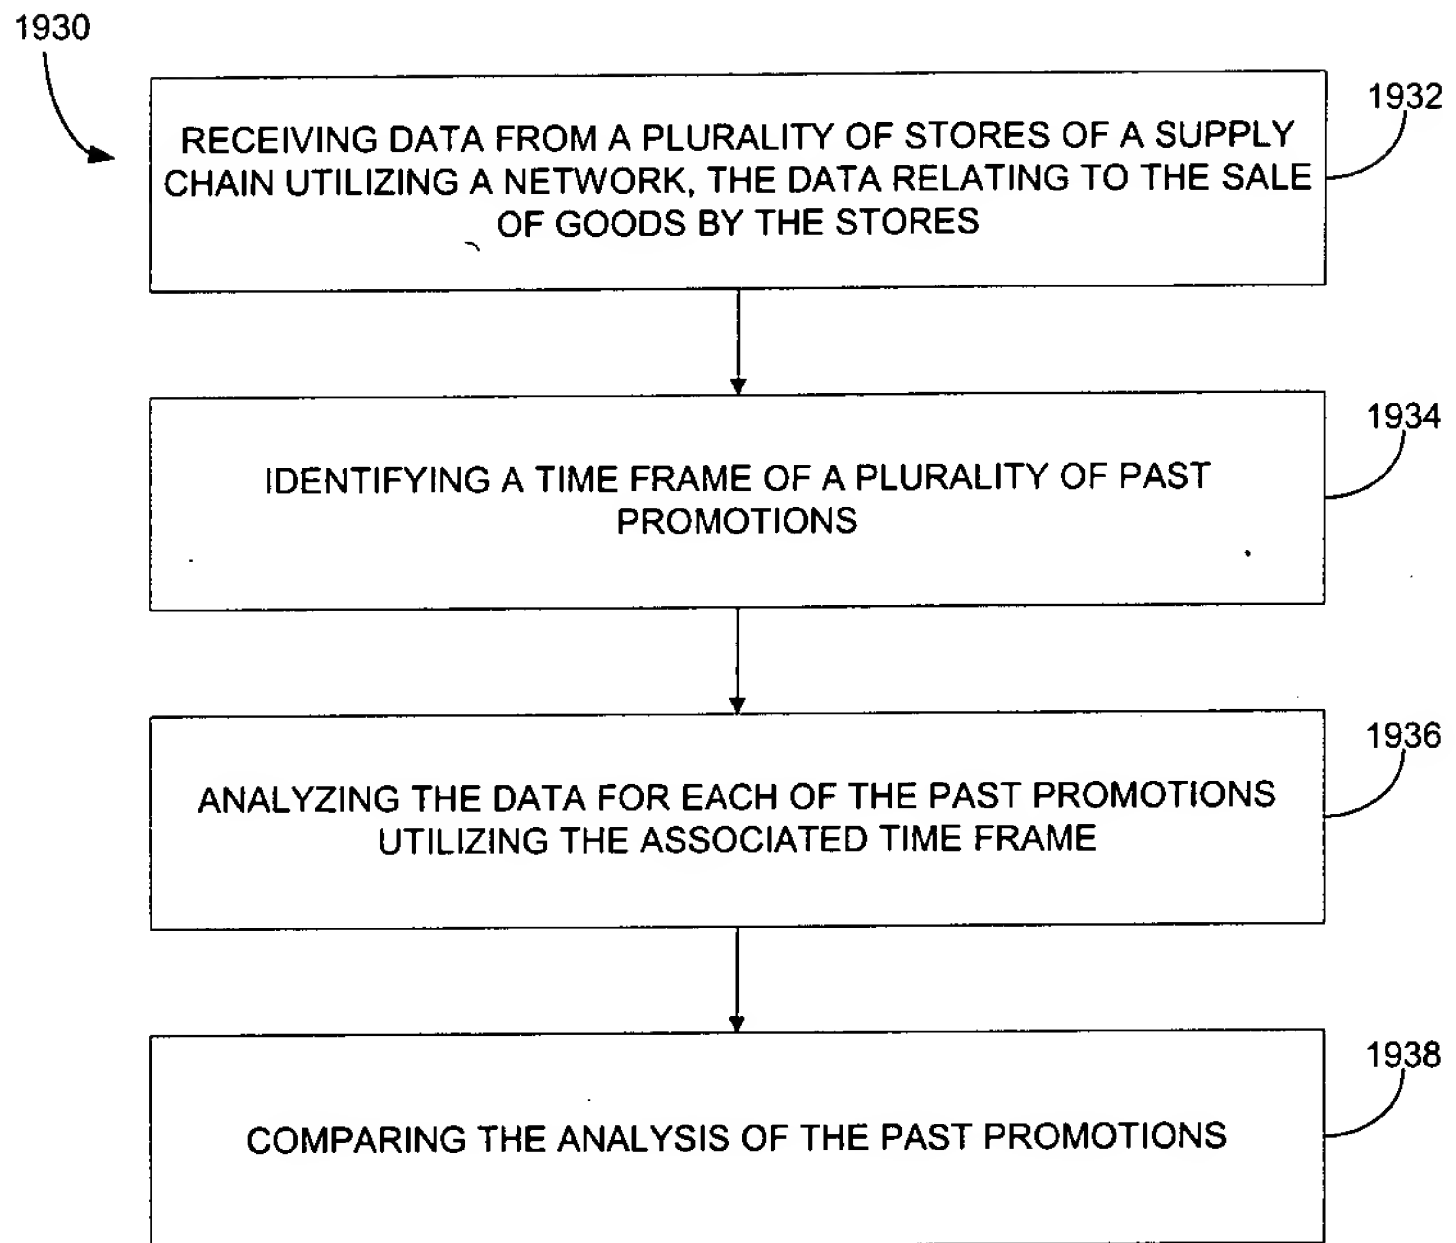 1930
1932
RECEIVING DATA FROM A PLURALITY OF STORES OF A SUPPLY
CHAIN UTILIZING A NETWORK, THE DATA RELATING TO THE SALE
OF GOODS BY THE STORES
1934
IDENTIFYING A TIME FRAME OF A PLURALITY OF PAST
PROMOTIONS
1936
ANALYZING THE DATA FOR EACH OF THE PAST PROMOTIONS
UTILIZING THE ASSOCIATED TIME FRAME
1938
COMPARING THE ANALYSIS OF THE PAST PROMOTIONS